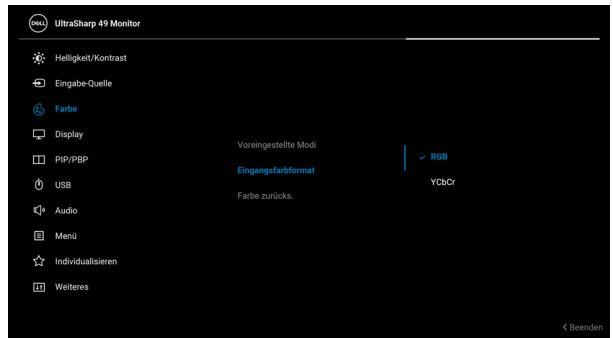 DELL UltraSharp 49 Monitor
Helligkeit/Kontrast
Eingabe-Quelle
Farbe
Display
PIP/PBP
USB
Audio
Menü
Individualisieren
Weiteres
Voreingestellte Modi
Eingangsfarbformat
Farbe zurücks.
RGB
YCbCr
Beenden